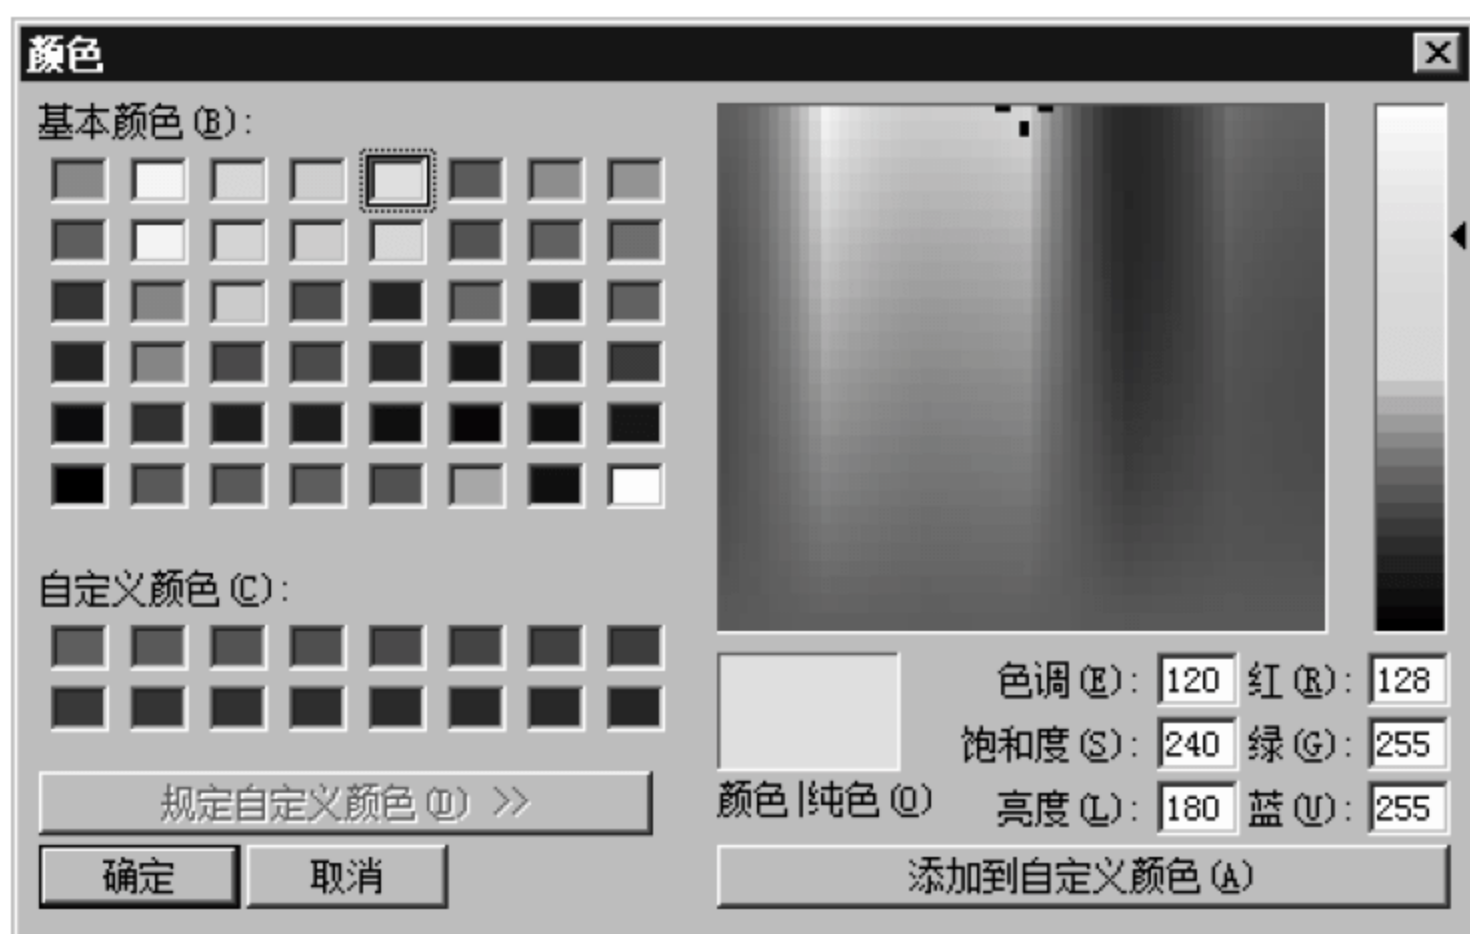 颜色
基本颜色(B):
自定义颜色(C):
规定自定义颜色(D) >>
确定 取消
色调(E): 120 红(R): 128
饱和度(S): 240 绿(G): 255
颜色|纯色(O) 亮度(L): 180 蓝(U): 255
添加到自定义颜色(A)